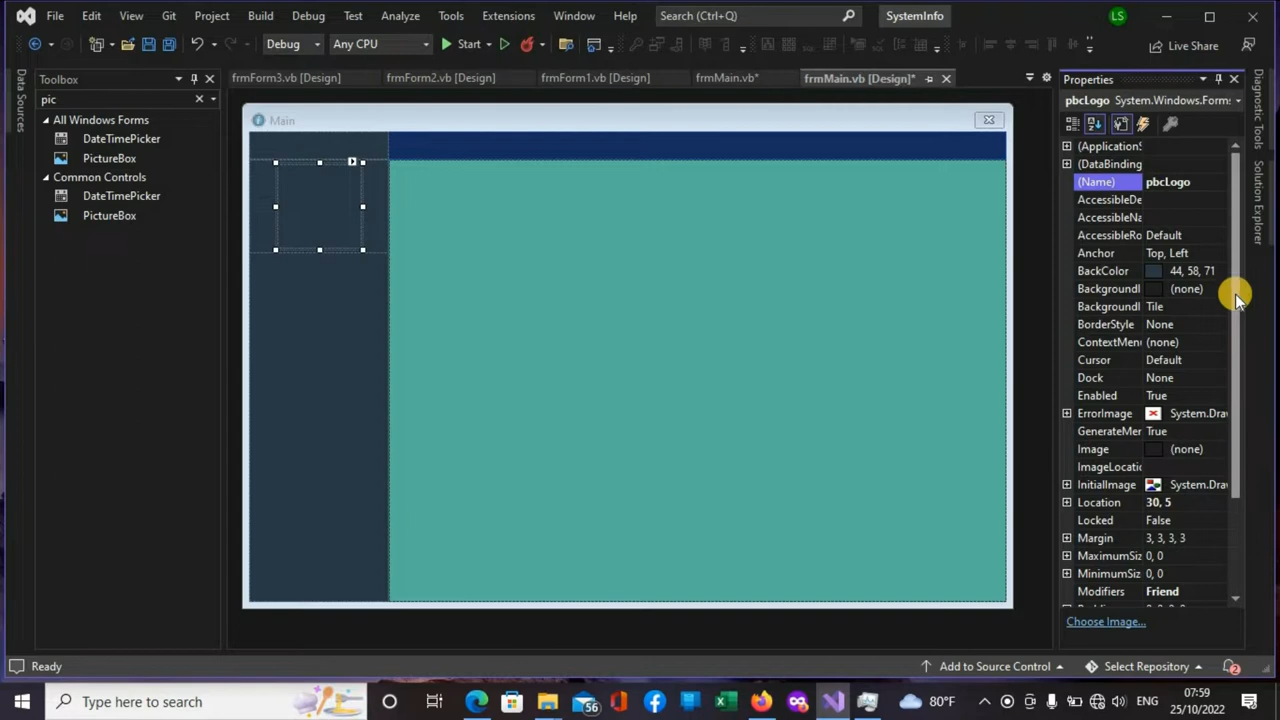 File Edit View Git Project Build Debug Test Analyze Tools Extensions Window Help Search (Ctrl+Q) SystemInfo LS
Debug Any CPU Start Live Share
Data Sources
Toolbox
pic
All Windows Forms
DateTimePicker
PictureBox
Common Controls
DateTimePicker
PictureBox
frmForm3.vb [Design] frmForm2.vb [Design] frmForm1.vb [Design] frmMain.vb* frmMain.vb [Design]*
Main
Properties
pbcLogo System.Windows.Forms
(ApplicationS
(DataBinding
(Name) pbcLogo
AccessibleDe
AccessibleNa
AccessibleRo Default
Anchor Top, Left
BackColor 44, 58, 71
BackgroundI (none)
BackgroundI Tile
BorderStyle None
ContextMenu (none)
Cursor Default
Dock None
Enabled True
ErrorImage System.Draw
GenerateMem True
Image (none)
ImageLocatio
InitialImage System.Draw
Location 30, 5
Locked False
Margin 3, 3, 3, 3
MaximumSiz 0, 0
MinimumSiz 0, 0
Modifiers Friend
Choose Image...
Diagnostic Tools
Solution Explorer
Ready Add to Source Control Select Repository 2
Type here to search 56 80°F ENG 07:59
25/10/2022